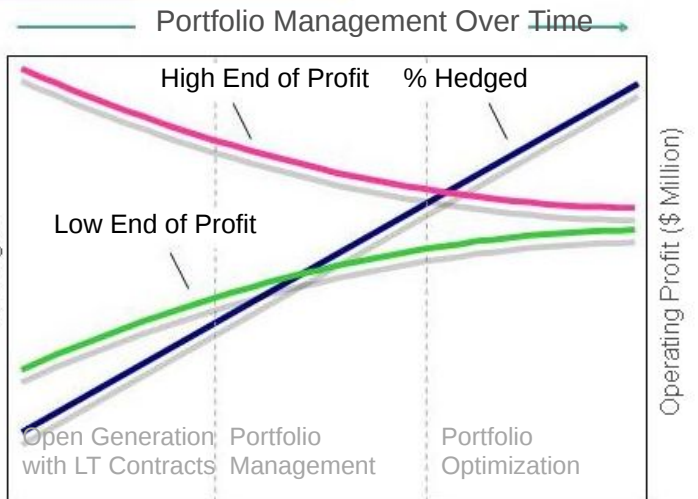 Portfolio Management Over Time
High End of Profit
% Hedged
Low End of Profit
Operating Profit ($ Million)
Open Generation
with LT Contracts
Portfolio
Management
Portfolio
Optimization